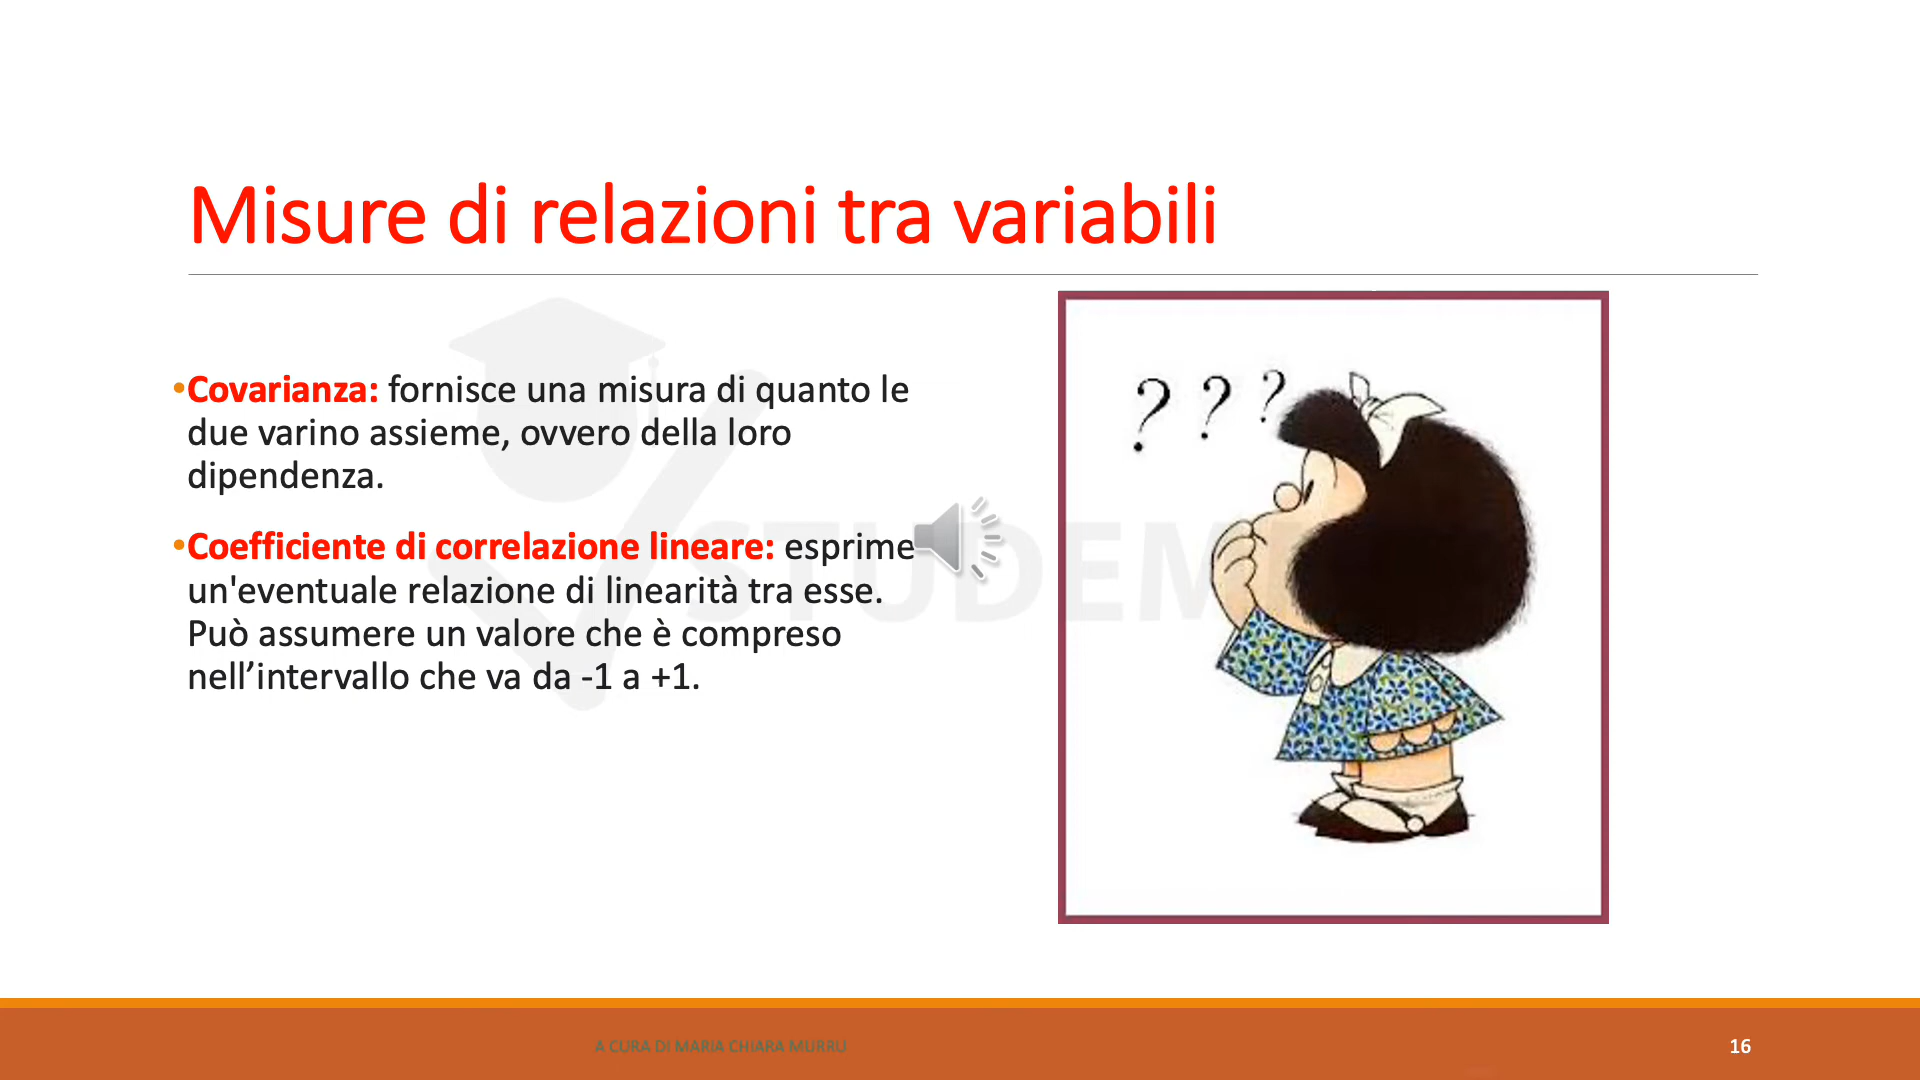 Misure di relazioni tra variabili
•Covarianza: fornisce una misura di quanto le
due varino assieme, ovvero della loro
dipendenza.
•Coefficiente di correlazione lineare: esprime
un'eventuale relazione di linearità tra esse.
Può assumere un valore che è compreso
nell’intervallo che va da -1 a +1.
? ? ?
STUDEM
A CURA DI MARIA CHIARA MURRU
16